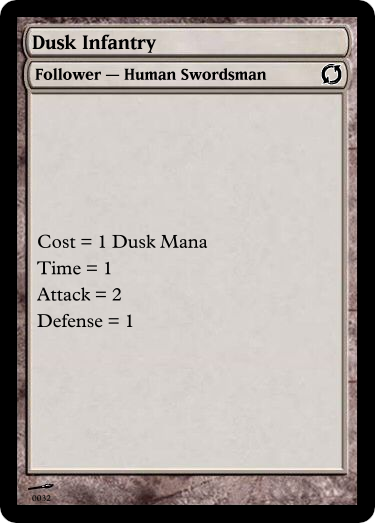 Dusk Infantry
Follower — Human Swordsman
Cost = 1 Dusk Mana
Time = 1
Attack = 2
Defense = 1
0032